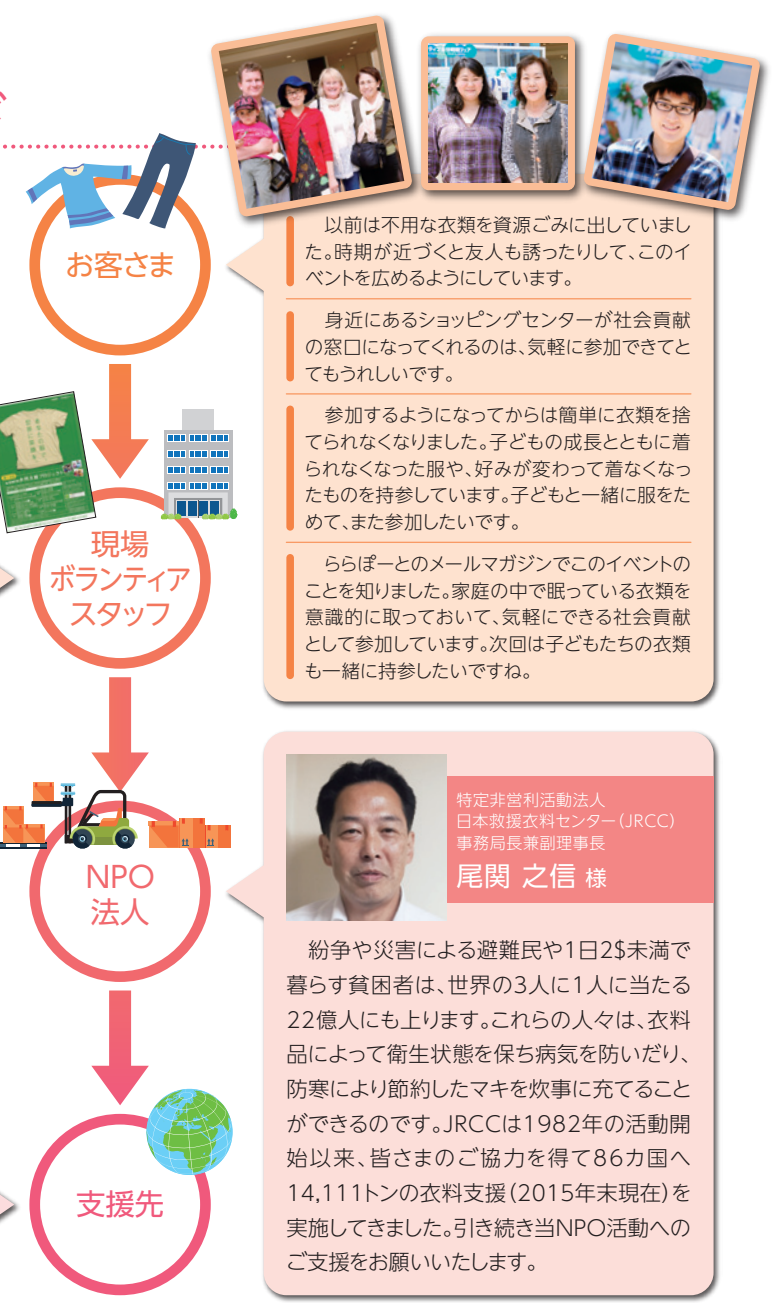 お客さま
以前は不用な衣類を資源ごみに出していまし
た。時期が近づくと友人も誘ったりして、このイ
ベントを広めるようにしています。
身近にあるショッピングセンターが社会貢献
の窓口になってくれるのは、気軽に参加できてと
てもうれしいです。
参加するようになってからは簡単に衣類を捨
てられなくなりました。子どもの成長とともに着
られなくなった服や、好みが変わって着なくなっ
たものを持参しています。子どもと一緒に服をた
めて、また参加したいです。
ららぽーとのメールマガジンでこのイベントの
ことを知りました。家庭の中で眠っている衣類を
意識的に取っておいて、気軽にできる社会貢献
として参加しています。次回は子どもたちの衣類
も一緒に持参したいですね。
現場
ボランティア
スタッフ
NPO
法人
特定非営利活動法人
日本救援衣料センター(JRCC)
事務局長兼副理事長
尾関 之信 様
紛争や災害による避難民や1日2$未満で
暮らす貧困者は、世界の3人に1人に当たる
22億人にも上ります。これらの人々は、衣料
品によって衛生状態を保ち病気を防いだり、
防寒により節約したマキを炊事に充てること
ができるのです。JRCCは1982年の活動開
始以来、皆さまのご協力を得て86カ国へ
14,111トンの衣料支援(2015年末現在)を
実施してきました。引き続き当NPO活動への
ご支援をお願いいたします。
支援先